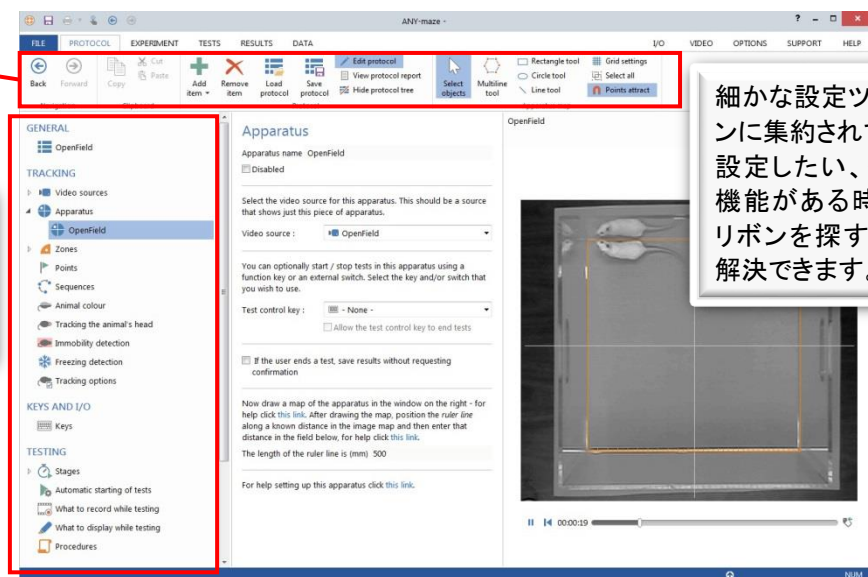 ANY-maze -
FILE PROTOCOL EXPERIMENT TESTS RESULTS DATA I/O VIDEO OPTIONS SUPPORT HELP
Back
Forward
Copy
Cut
Paste
Add item
Remove item
Load protocol
Save protocol
Edit protocol
View protocol report
Hide protocol tree
Select objects
Multiline tool
Rectangle tool
Circle tool
Line tool
Grid settings
Select all
Points attract
GENERAL
OpenField
TRACKING
Video sources
Apparatus
OpenField
Zones
Points
Sequences
Animal colour
Tracking the animal's head
Immobility detection
Freezing detection
Tracking options
KEYS AND I/O
Keys
TESTING
Stages
Automatic starting of tests
What to record while testing
What to display while testing
Procedures
Apparatus
Apparatus name OpenField
Disabled
Select the video source for this apparatus. This should be a source
that shows just this piece of apparatus.
Video source : OpenField
You can optionally start / stop tests in this apparatus using a
function key or an external switch. Select the key and/or switch that
you wish to use.
Test control key : - None -
Allow the test control key to end tests
If the user ends a test, save results without requesting
confirmation
Now draw a map of the apparatus in the window on the right - for
help click this link. After drawing the map, position the ruler line
along a known distance in the image map and then enter that
distance in the field below, for help click this link.
The length of the ruler line is (mm) 500
For help setting up this apparatus click this link.
OpenField
00:00:19
細かな設定ツ
ンに集約され
設定したい、
機能がある時
リボンを探す
解決できます
NUM